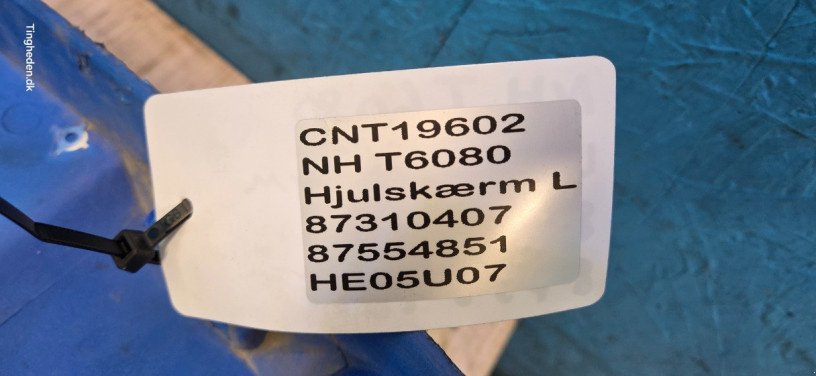 Tingheden.dk
CNT19602
NH T6080
Hjulskærm L
87310407
87554851
HE05U07